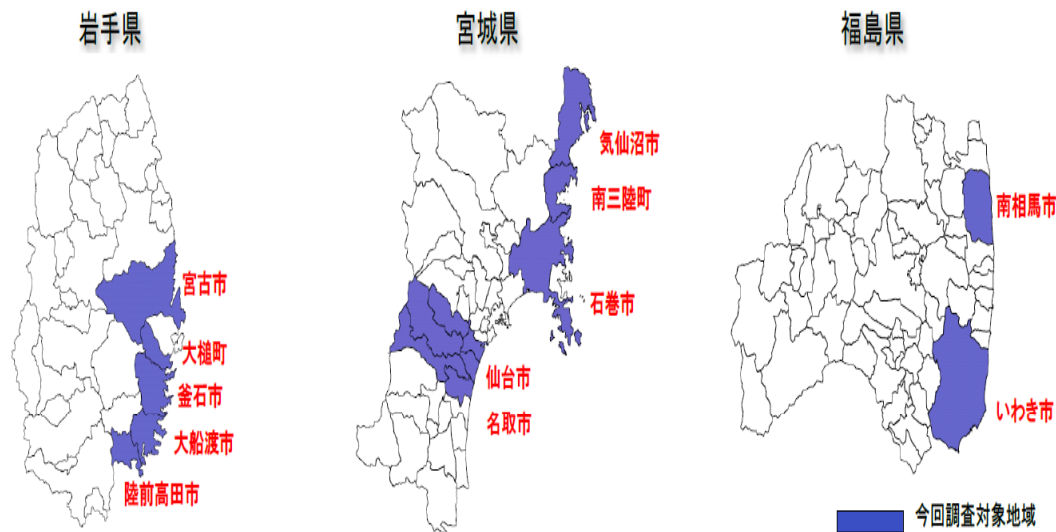 岩手県
宮城県
福島県
宮古市
大槌町
釜石市
大船渡市
陸前高田市
気仙沼市
南三陸町
石巻市
仙台市
名取市
南相馬市
いわき市
今回調査対象地域